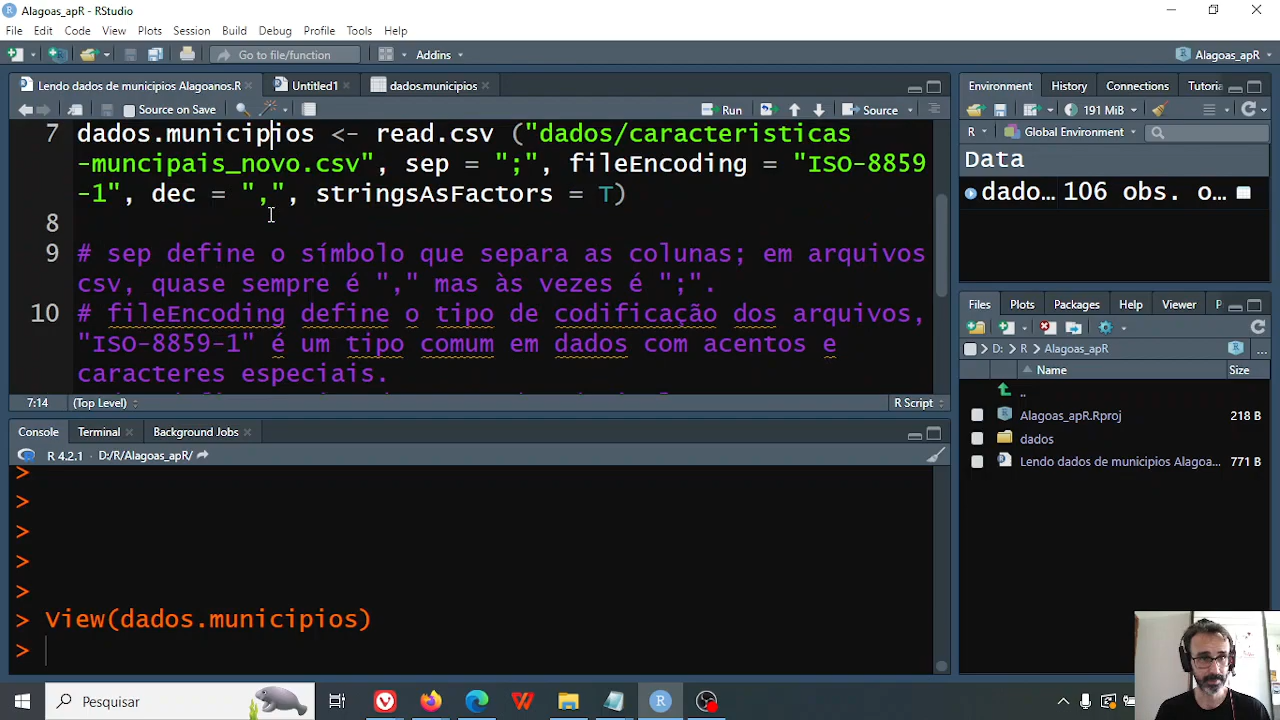 Alagoas_apR - RStudio
File Edit Code View Plots Session Build Debug Profile Tools Help
Go to file/function Addins Alagoas_apR
Lendo dados de municipios Alagoanos.R Untitled1 dados.municipios
Source on Save Run Source
7 dados.municipios <- read.csv ("dados/caracteristicas
-muncipais_novo.csv", sep = ";", fileEncoding = "ISO-8859
-1", dec = ",", stringsAsFactors = T)
8
9 # sep define o símbolo que separa as colunas; em arquivos
csv, quase sempre é "," mas às vezes é ";".
10 # fileEncoding define o tipo de codificação dos arquivos,
"ISO-8859-1" é um tipo comum em dados com acentos e
caracteres especiais.
7:14 (Top Level) R Script
Console Terminal Background Jobs
R 4.2.1 · D:/R/Alagoas_apR/
>
>
>
>
>
> View(dados.municipios)
>
Environment History Connections Tutoria
191 MiB
R Global Environment
Data
dado... 106 obs. o...
Files Plots Packages Help Viewer P
D: R Alagoas_apR
Name Size
..
Alagoas_apR.Rproj 218 B
dados
Lendo dados de municipios Alagoa... 771 B
Pesquisar